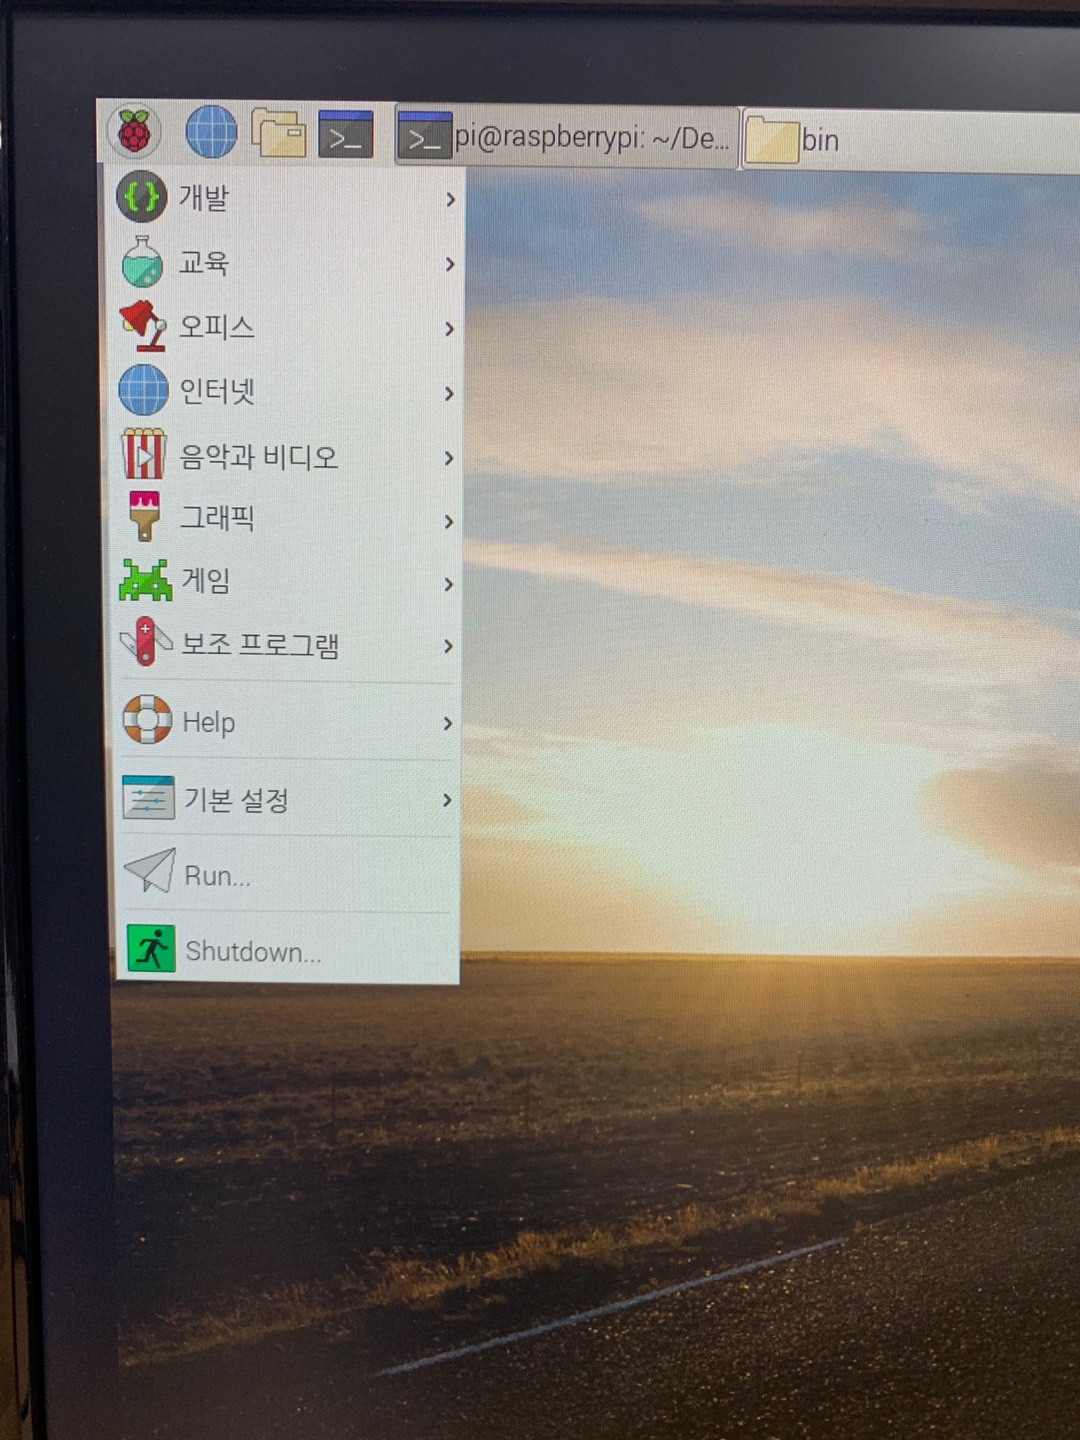 pi@raspberrypi: ~/De...
bin
개발
교육
오피스
인터넷
음악과 비디오
그래픽
게임
보조 프로그램
Help
기본 설정
Run...
Shutdown...